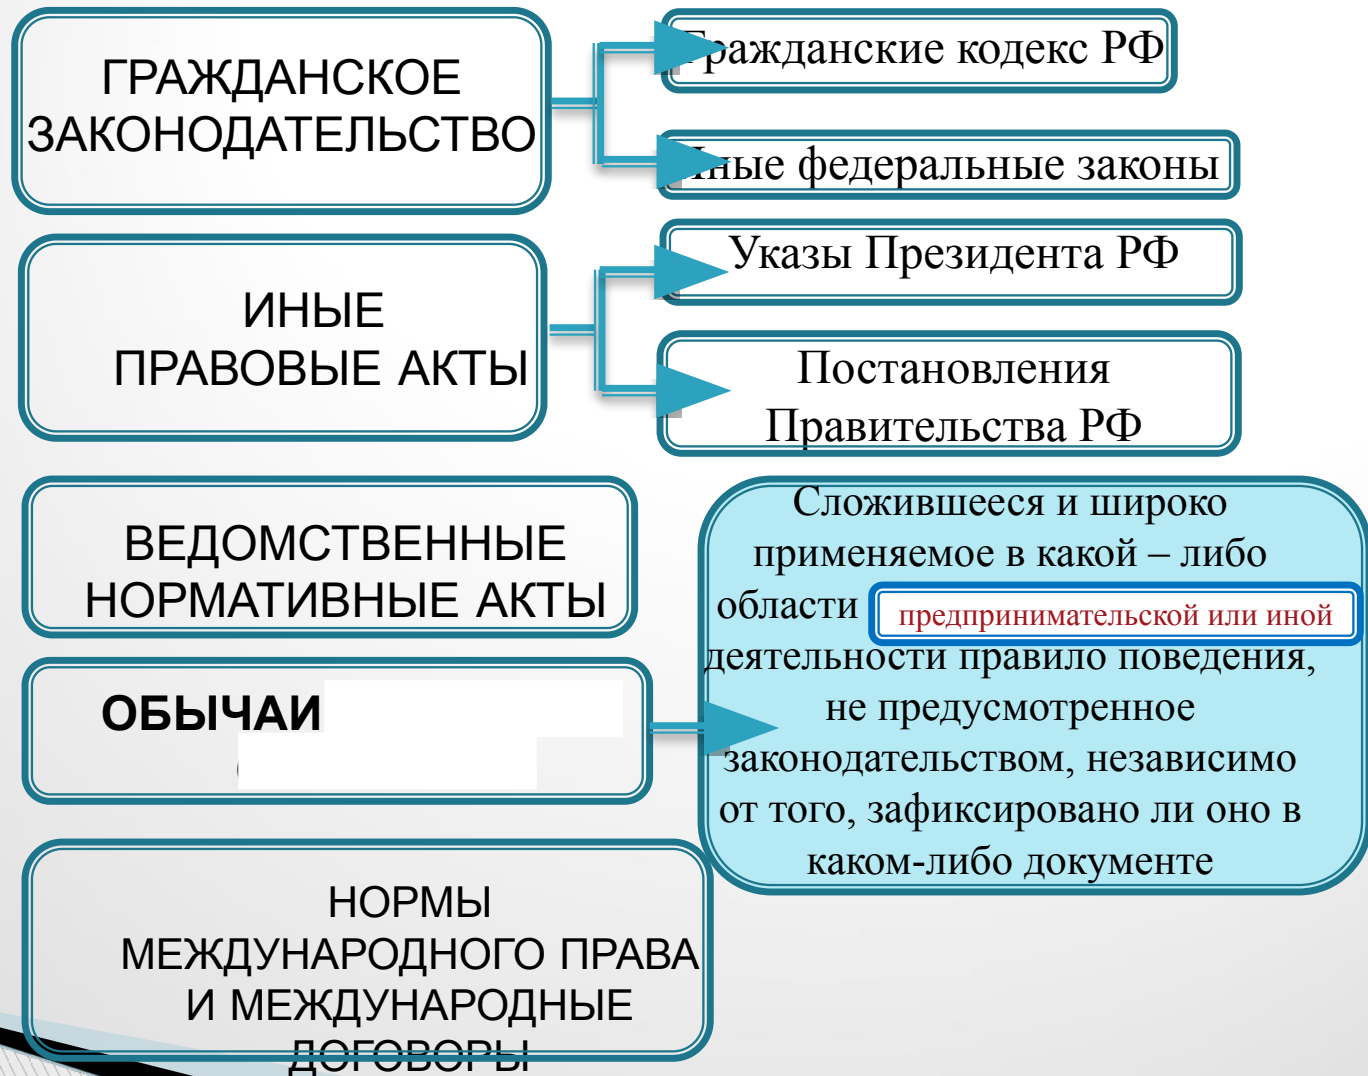 ГРАЖДАНСКОЕ
ЗАКОНОДАТЕЛЬСТВО
Гражданские кодекс РФ
Иные федеральные законы
ИНЫЕ
ПРАВОВЫЕ АКТЫ
Указы Президента РФ
Постановления
Правительства РФ
ВЕДОМСТВЕННЫЕ
НОРМАТИВНЫЕ АКТЫ
ОБЫЧАИ
Сложившееся и широко
применяемое в какой – либо
области предпринимательской или иной
деятельности правило поведения,
не предусмотренное
законодательством, независимо
от того, зафиксировано ли оно в
каком-либо документе
НОРМЫ
МЕЖДУНАРОДНОГО ПРАВА
И МЕЖДУНАРОДНЫЕ
ДОГОВОРЫ